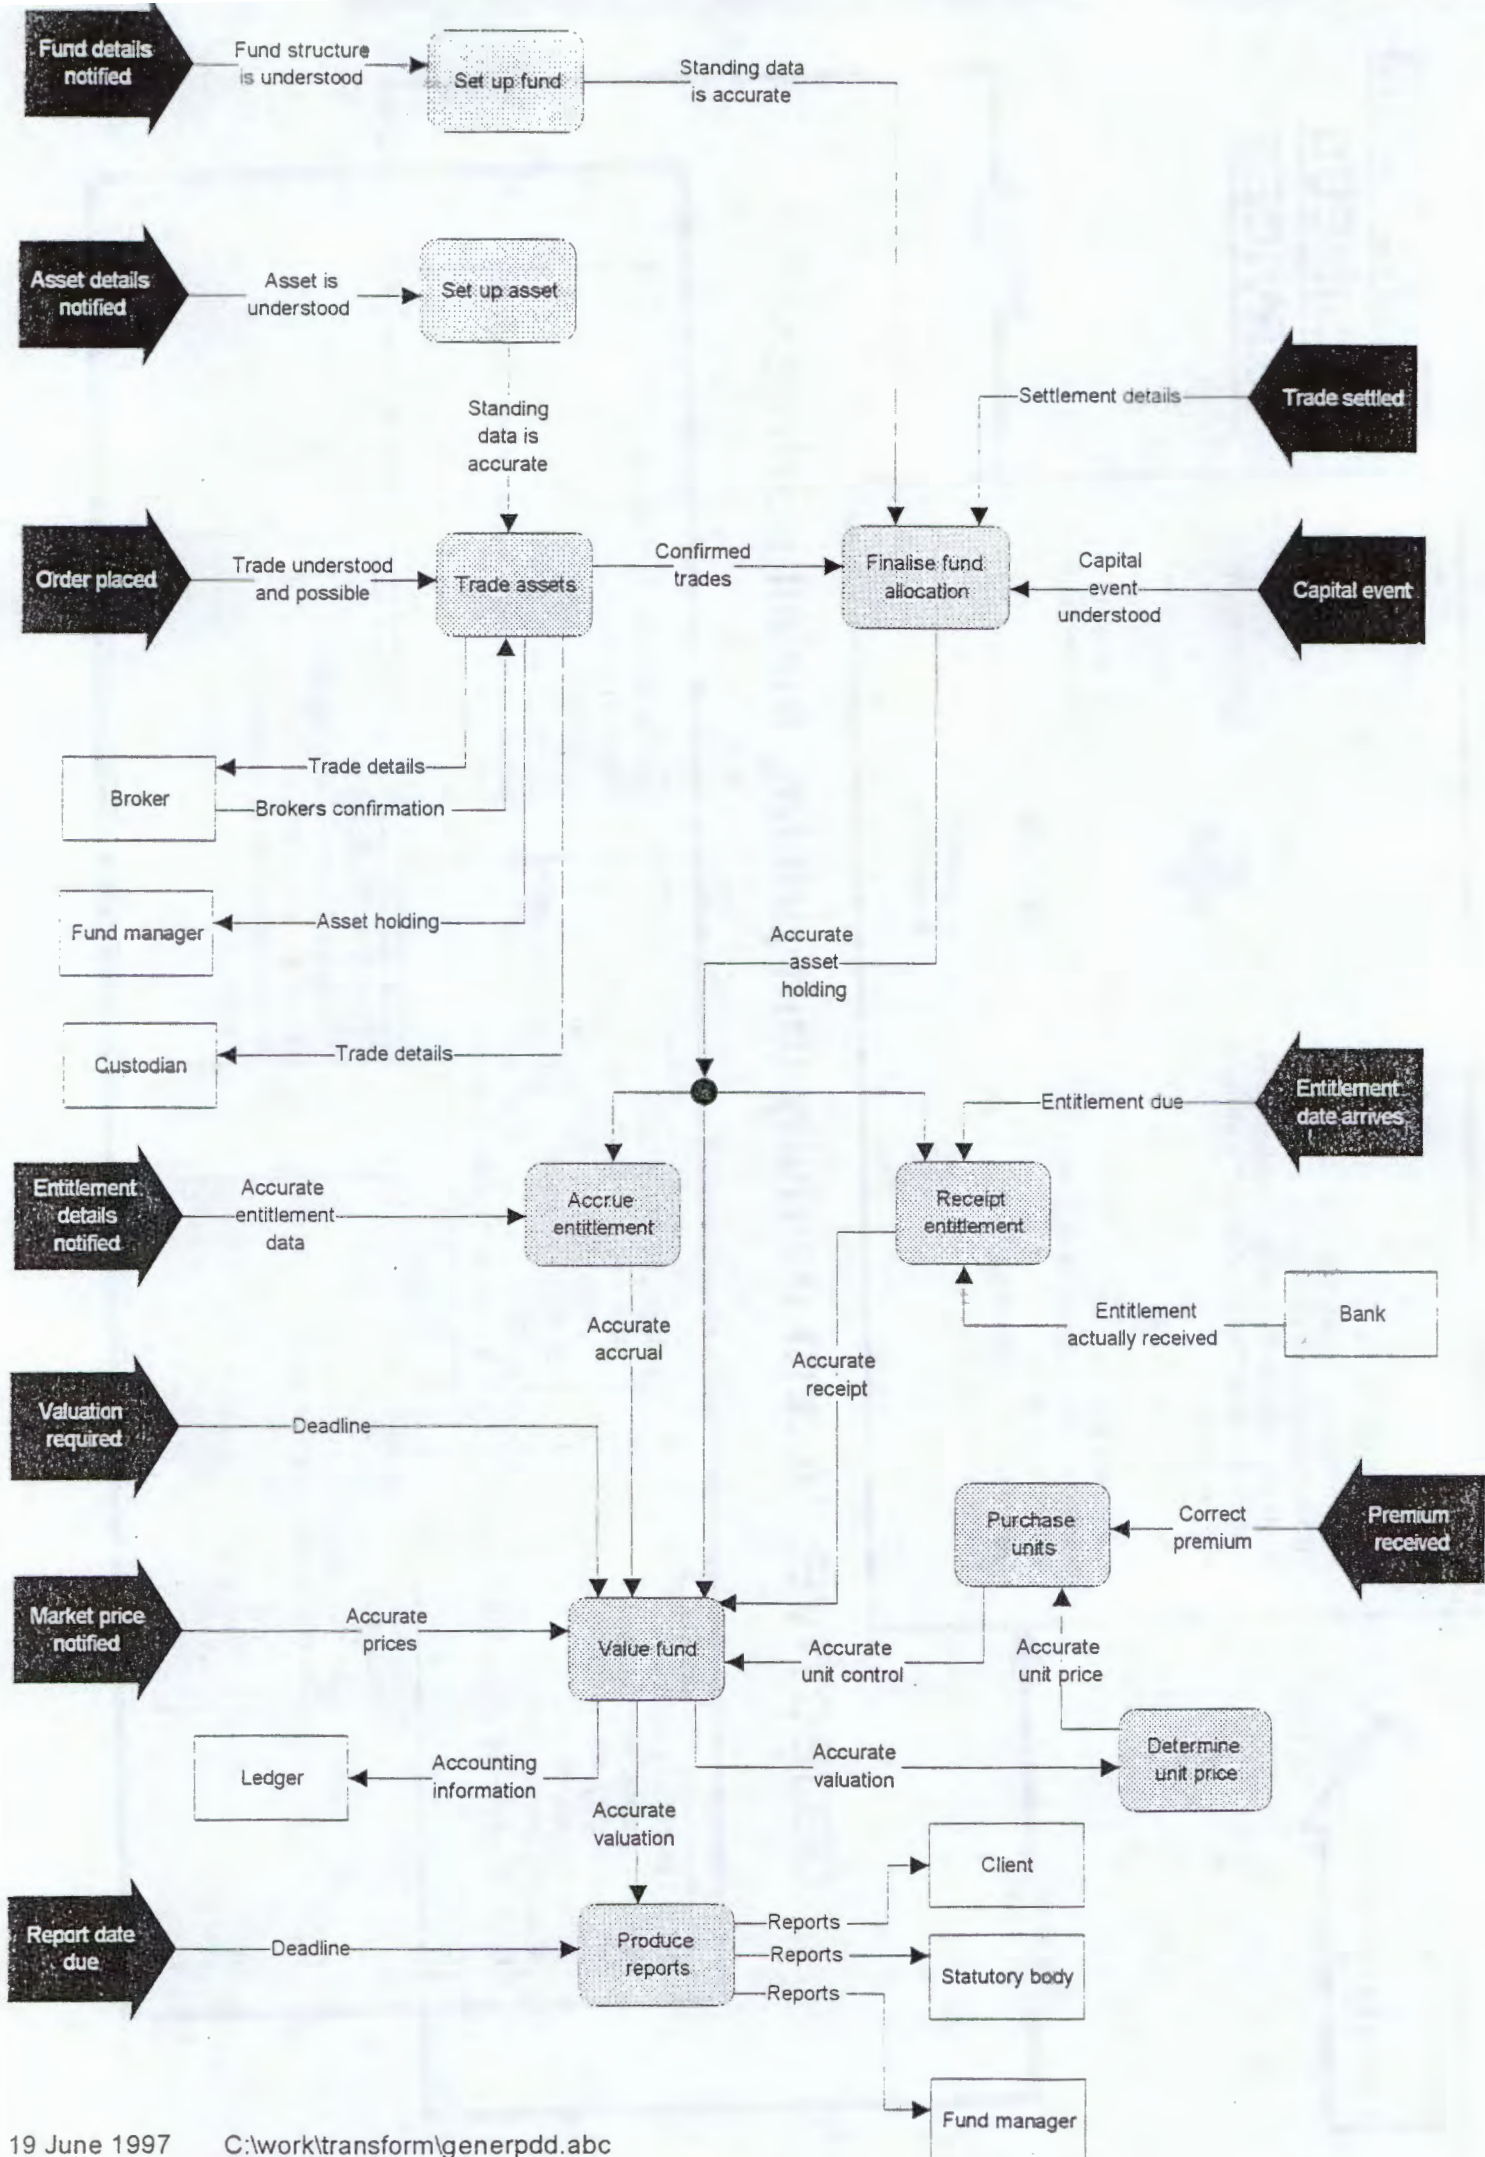 Fund details
notified
Fund structure
is understood
Set up fund
Standing data
is accurate
Asset details
notified
Asset is
understood
Set up asset
Standing
data is
accurate
Settlement details
Trade settled
Order placed
Trade understood
and possible
Trade assets
Confirmed
trades
Finalise fund
allocation
Capital
event
understood
Capital event
Trade details
Broker
Brokers confirmation
Fund manager
Asset holding
Accurate
asset
holding
Custodian
Trade details
Entitlement due
Entitlement
date arrives
Entitlement
details
notified
Accurate
entitlement
data
Accrue
entitlement
Receipt
entitlement
Entitlement
actually received
Bank
Accurate
accrual
Accurate
receipt
Valuation
required
Deadline
Purchase
units
Correct
premium
Premium
received
Market price
notified
Accurate
prices
Value fund
Accurate
unit control
Accurate
unit price
Ledger
Accounting
information
Accurate
valuation
Determine
unit price
Accurate
valuation
Client
Report date
due
Deadline
Produce
reports
Reports
Reports
Reports
Statutory body
Fund manager
19 June 1997 C:\work\transform\generpdd.abc